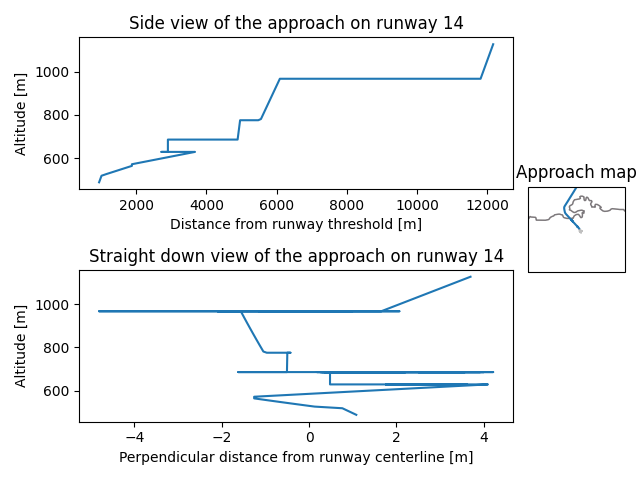 Side view of the approach on runway 14
Altitude [m]
1000
800
600
2000 4000 6000 8000 10000 12000
Distance from runway threshold [m]
Approach map
Straight down view of the approach on runway 14
Altitude [m]
1000
800
600
−4 −2 0 2 4
Perpendicular distance from runway centerline [m]